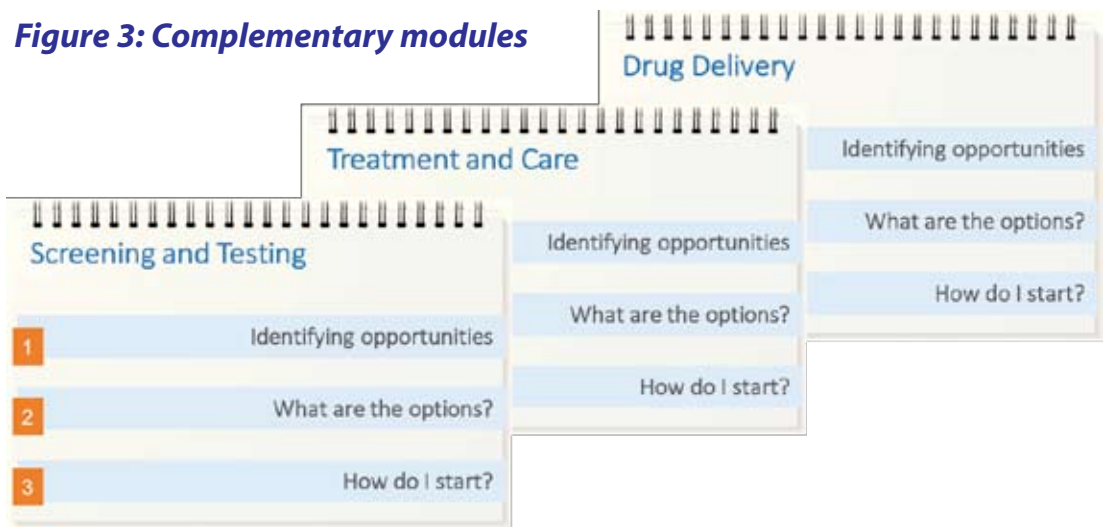 Figure 3: Complementary modules
Drug Delivery
Identifying opportunities
What are the options?
How do I start?
Treatment and Care
Identifying opportunities
What are the options?
How do I start?
Screening and Testing
1 Identifying opportunities
2 What are the options?
3 How do I start?